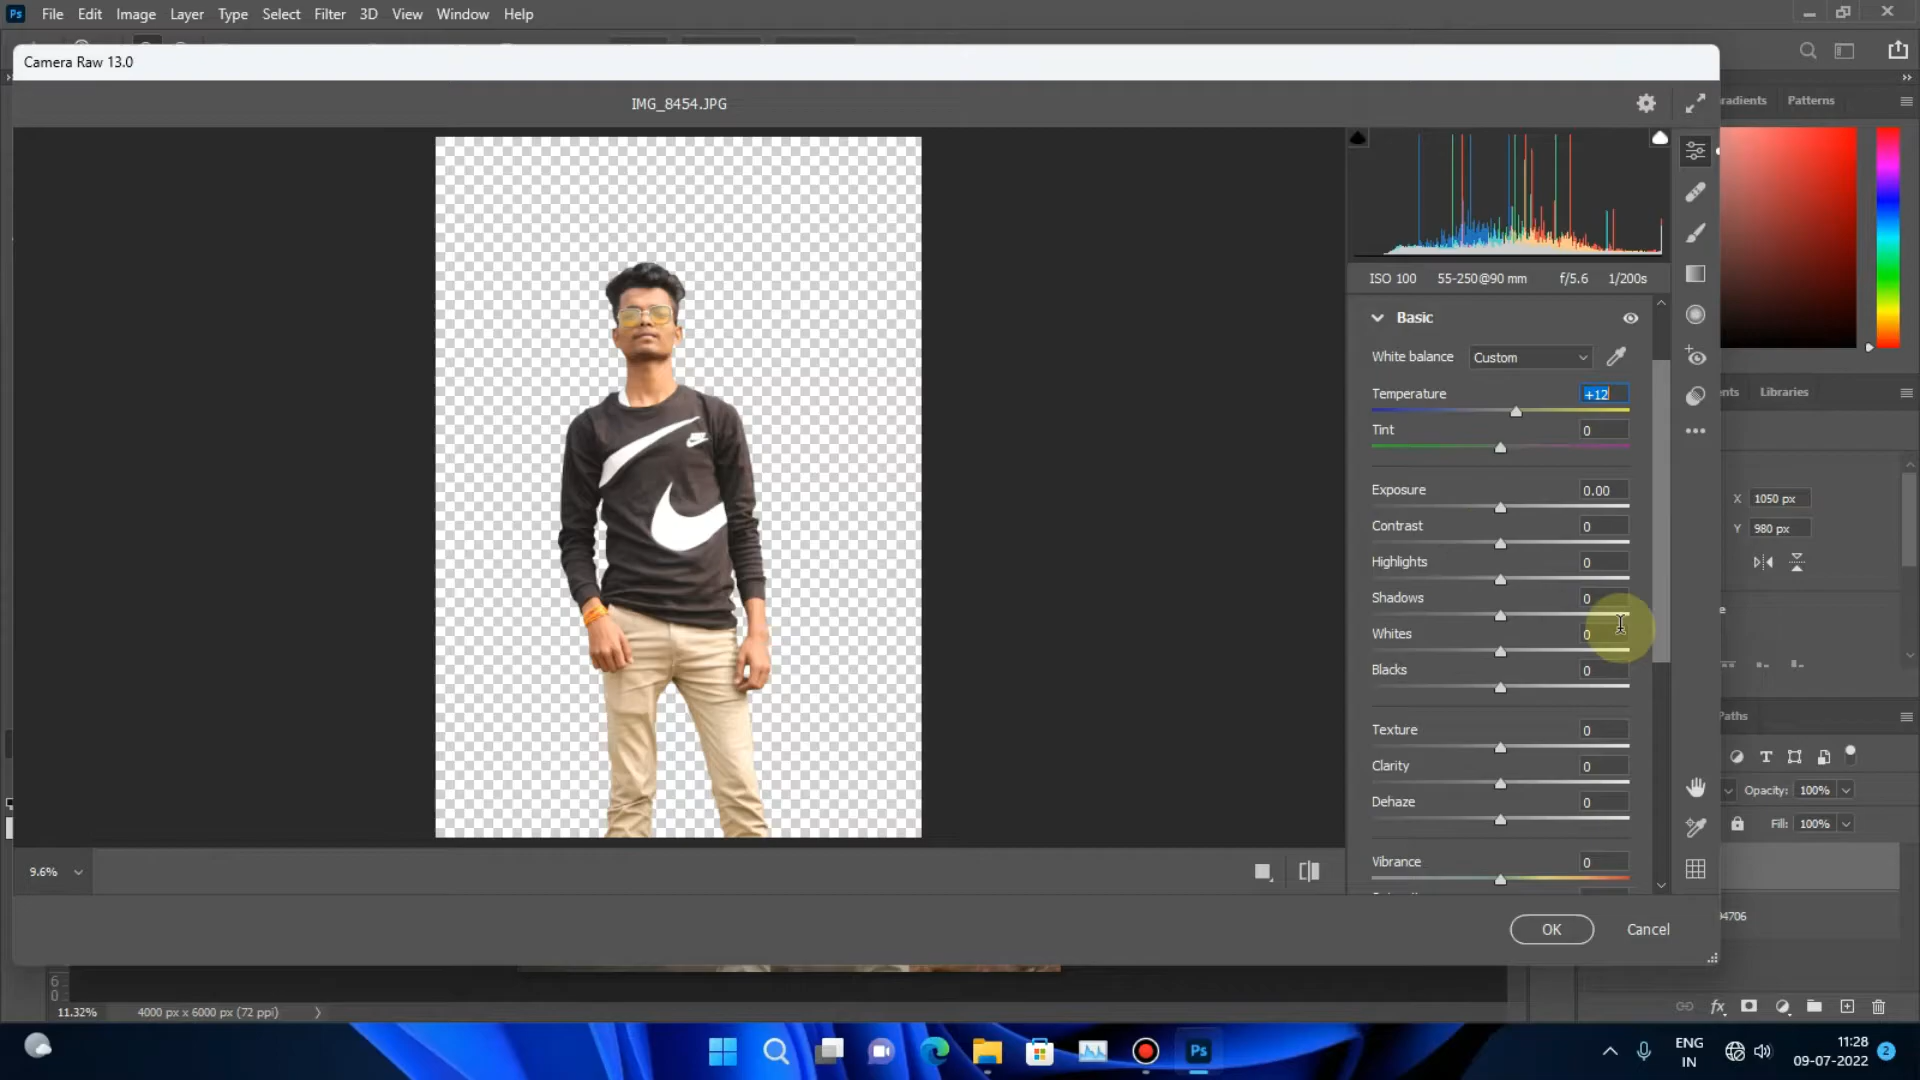 Ps File Edit Image Layer Type Select Filter 3D View Window Help
Camera Raw 13.0
IMG_8454.JPG
Patterns
ISO 100 55-250@90 mm f/5.6 1/200s
Basic
White balance Custom
Libraries
Temperature +12
Tint 0
Exposure 0.00
X 1050 px
Contrast 0
Y 980 px
Highlights 0
Shadows 0
Whites 0
Blacks 0
Texture 0
Paths
Clarity 0
Opacity: 100%
Dehaze 0
Fill: 100%
Vibrance 0
9.6%
OK Cancel
11.32% 4000 px x 6000 px (72 ppi)
fx
Ps
ENG
IN
11:28
09-07-2022
2